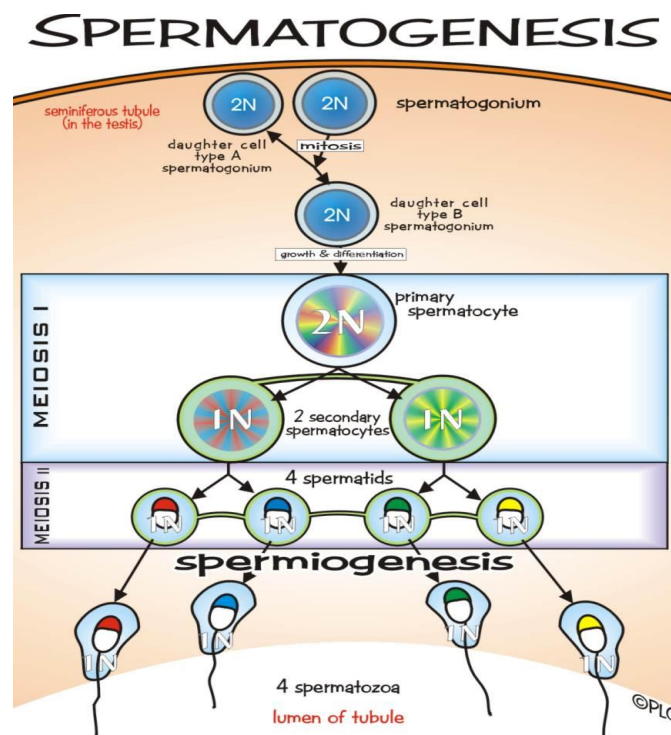 SPERMATOGENESIS
seminiferous tubule
(in the testis)
2N
2N
spermatogonium
daughter cell
type A
spermatogonium
mitosis
2N
daughter cell
type B
spermatogonium
growth & differentiation
MEIOSIS I
2N
primary
spermatocyte
1N
2 secondary
spermatocytes
1N
MEIOSIS II
4 spermatids
1N
1N
1N
1N
spermiogenesis
1N
1N
1N
1N
4 spermatozoa
lumen of tubule